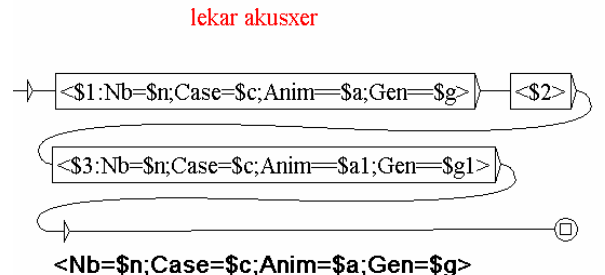 lekar akusxer
<$1:Nb=$n;Case=$c;Anim==$a;Gen==$g> <$2>
<$3:Nb=$n;Case=$c;Anim==$a1;Gen==$g1>
<Nb=$n;Case=$c;Anim=$a;Gen=$g>